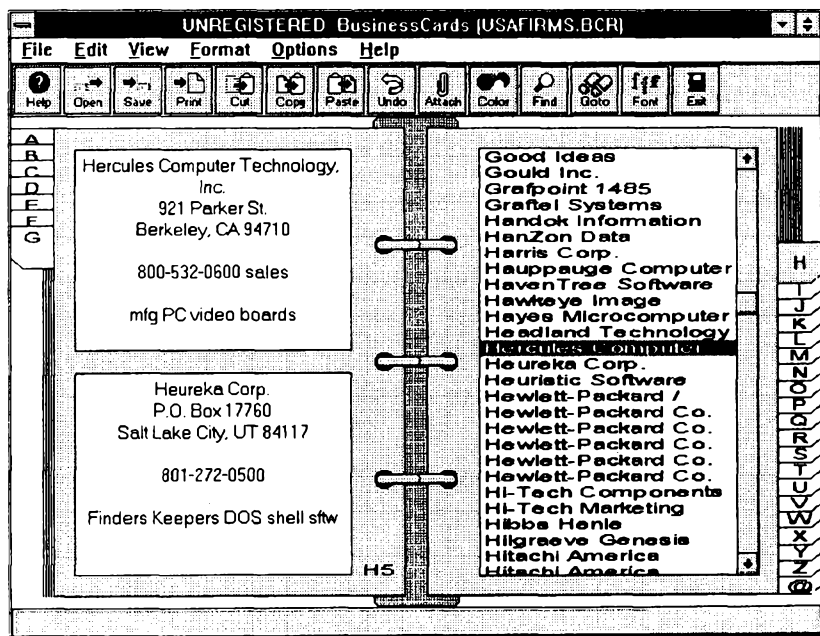 UNREGISTERED BusinessCards (USAFIRMS.BCR)
File Edit View Format Options Help
Help Open Save Print Cut Copy Paste Undo Attach Color Find Goto Font Exit
A
B
C
D
E
F
G
Hercules Computer Technology,
Inc.
921 Parker St.
Berkeley, CA 94710
800-532-0600 sales
mfg PC video boards
Heureka Corp.
P.O. Box 17760
Salt Lake City, UT 84117
801-272-0500
Finders Keepers DOS shell sftw
H5
Good Ideas
Gould Inc.
Grafpoint 1485
Graftel Systems
Handok Information
HanZon Data
Harris Corp.
Hauppauge Computer
HavenTree Software
Hawkeye Image
Hayes Microcomputer
Headland Technology
Hercules Computer
Heureka Corp.
Heuristic Software
Hewlett-Packard /
Hewlett-Packard Co.
Hewlett-Packard Co.
Hewlett-Packard Co.
Hewlett-Packard Co.
Hewlett-Packard Co.
Hi-Tech Components
Hi-Tech Marketing
Hibbs Henle
Hilgraeve Genesis
Hitachi America
Hitachi America
H
I
J
K
L
M
N
O
P
Q
R
S
T
U
V
W
X
Y
Z
@